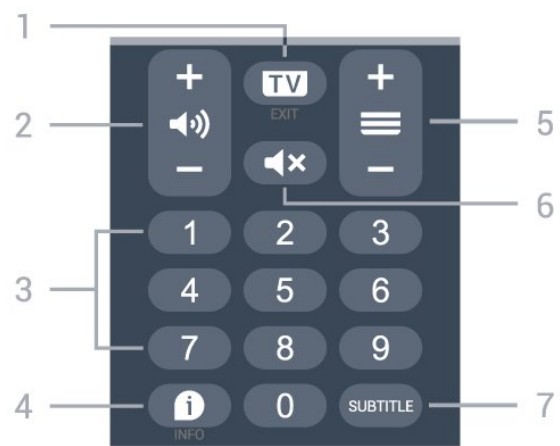 1
+ TV +
EXIT
2 5
− −
6
1 2 3
3
4 5 6
7 8 9
4 i 0 SUBTITLE 7
INFO